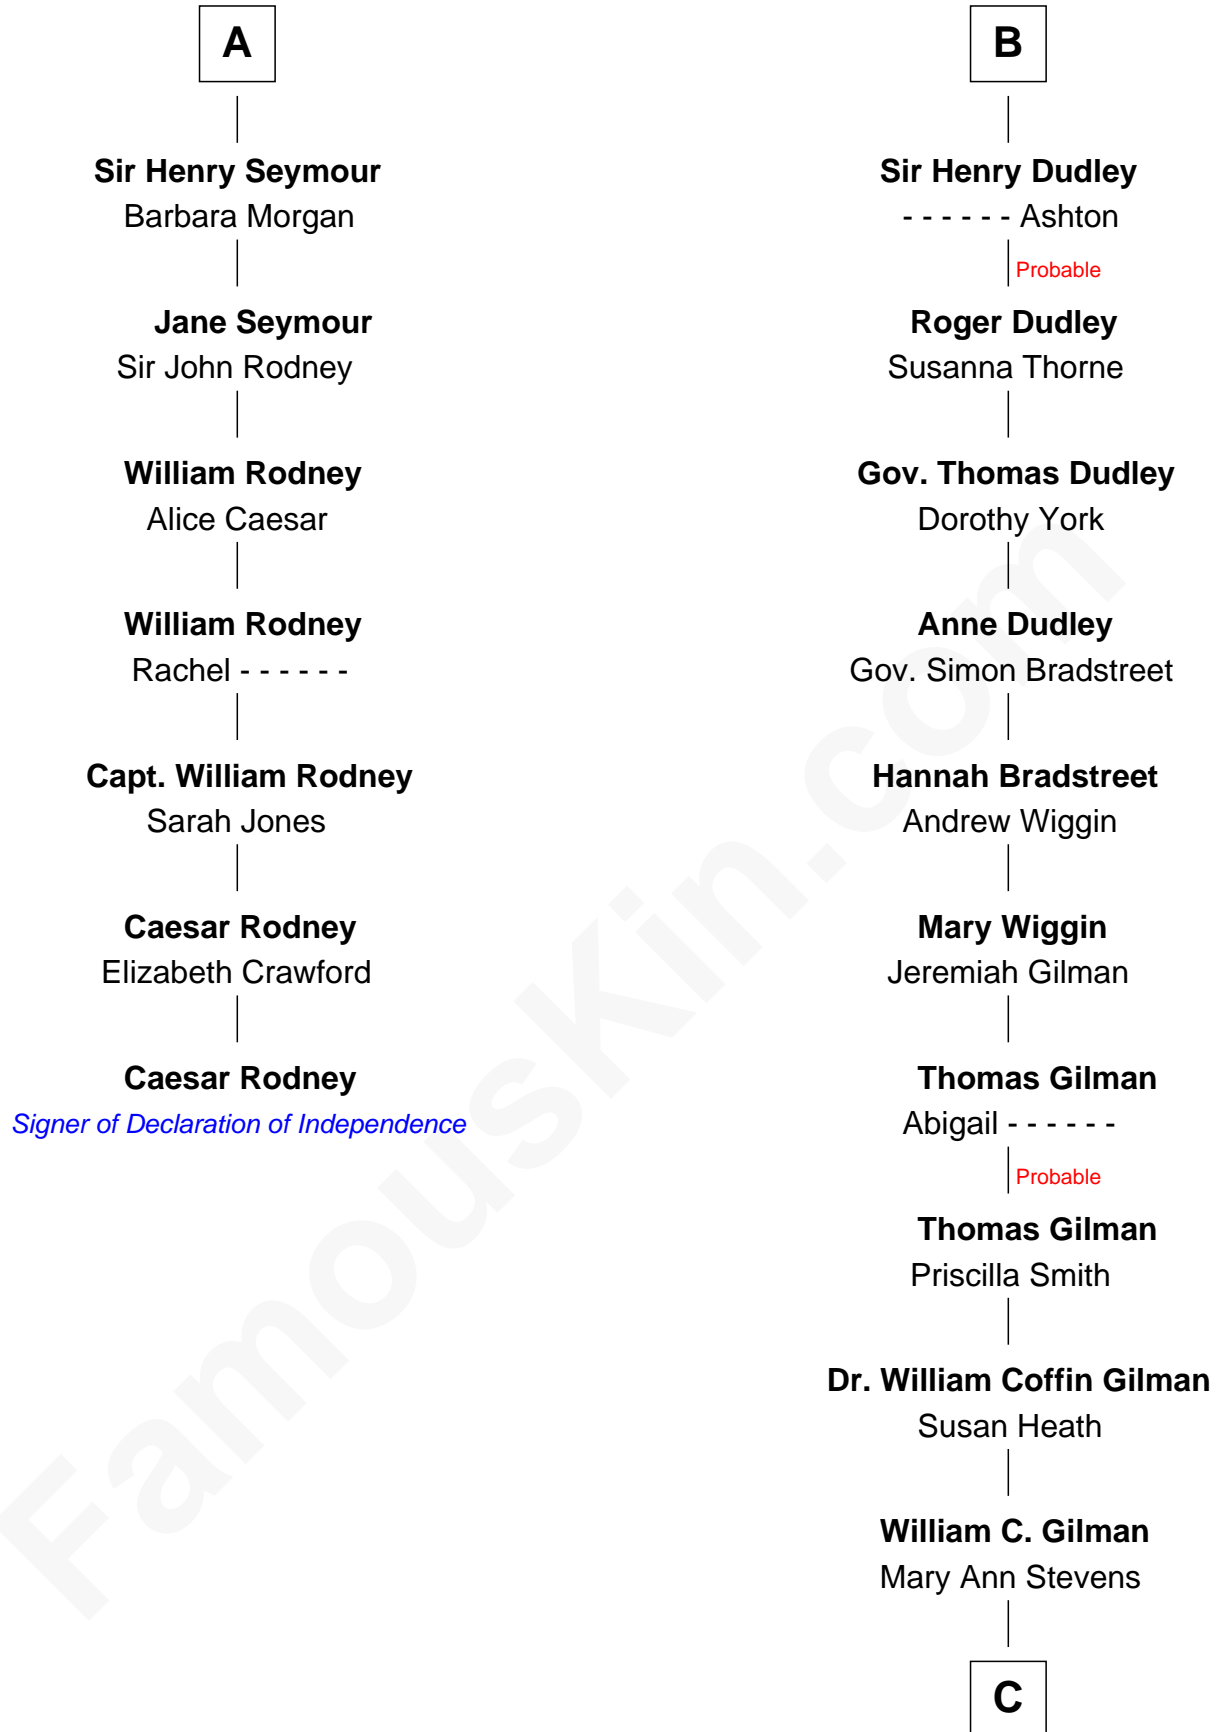 A
Sir Henry Seymour
Barbara Morgan
Jane Seymour
Sir John Rodney
William Rodney
Alice Caesar
William Rodney
Rachel - - - - - -
Capt. William Rodney
Sarah Jones
Caesar Rodney
Elizabeth Crawford
Caesar Rodney
Signer of Declaration of Independence
B
Sir Henry Dudley
- - - - - - Ashton
Probable
Roger Dudley
Susanna Thorne
Gov. Thomas Dudley
Dorothy York
Anne Dudley
Gov. Simon Bradstreet
Hannah Bradstreet
Andrew Wiggin
Mary Wiggin
Jeremiah Gilman
Thomas Gilman
Abigail - - - - - -
Probable
Thomas Gilman
Priscilla Smith
Dr. William Coffin Gilman
Susan Heath
William C. Gilman
Mary Ann Stevens
C
FamousKin.com